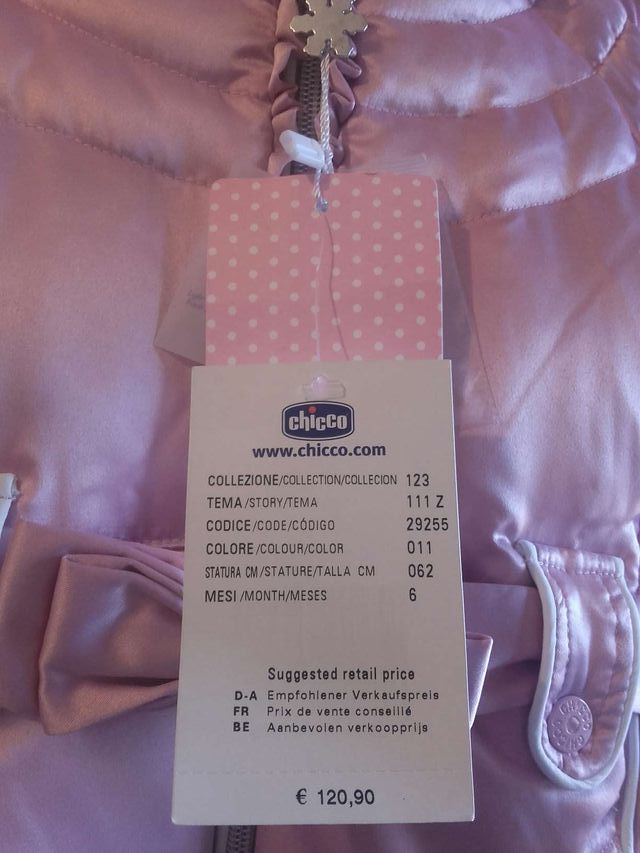 chicco
www.chicco.com
COLLEZIONE/COLLECTION/COLLECION 123
TEMA/STORY/TEMA 111 Z
CODICE/CODE/CÓDIGO 29255
COLORE/COLOUR/COLOR 011
STATURA CM/STATURE/TALLA CM 062
MESI/MONTH/MESES 6
Suggested retail price
D-A Empfohlener Verkaufspreis
FR Prix de vente conseillé
BE Aanbevolen verkoopprijs
€ 120,90
CHICCO